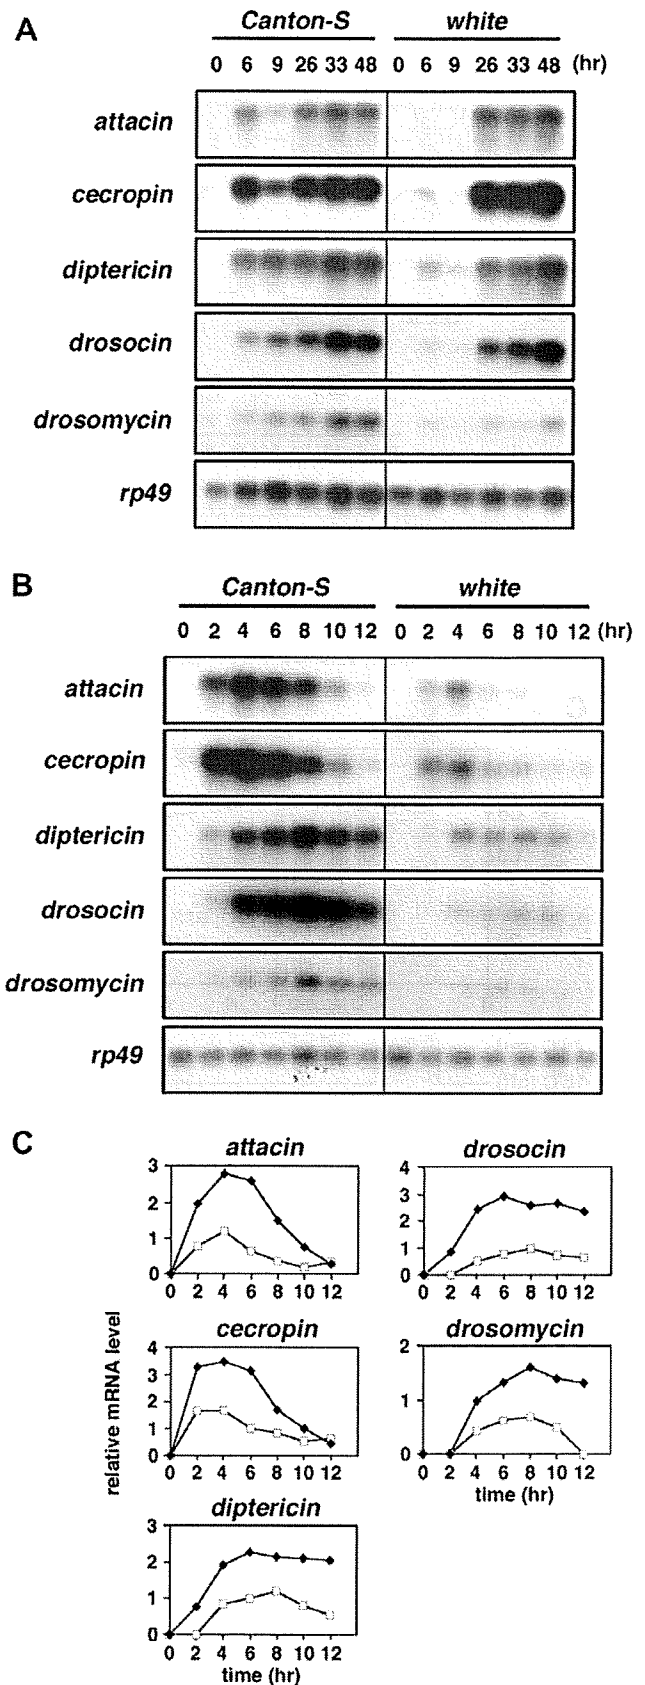 A
Canton-S white
0 6 9 26 33 48 0 6 9 26 33 48 (hr)
attacin
cecropin
diptericin
drosocin
drosomycin
rp49
B
Canton-S white
0 2 4 6 8 10 12 0 2 4 6 8 10 12 (hr)
attacin
cecropin
diptericin
drosocin
drosomycin
rp49
C
attacin drosocin
3 4
2 3
1 2
0 1
0
0 2 4 6 8 10 12 0 2 4 6 8 10 12
relative mRNA level
cecropin drosomycin
4 2
3
2 1
1
0 0
0 2 4 6 8 10 12 0 2 4 6 8 10 12
time (hr)
diptericin
3
2
1
0
0 2 4 6 8 10 12
time (hr)